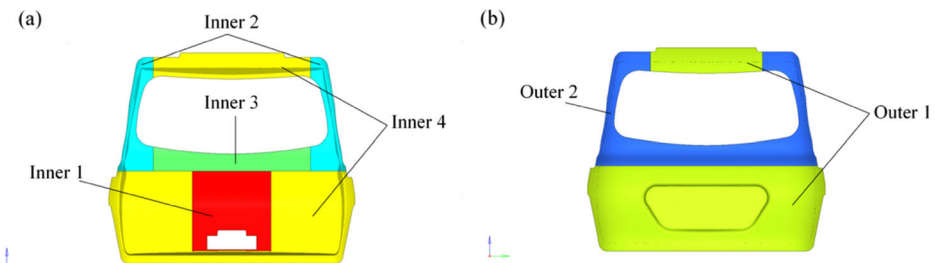 (a)
Inner 2
Inner 3
Inner 4
Inner 1
(b)
Outer 2
Outer 1